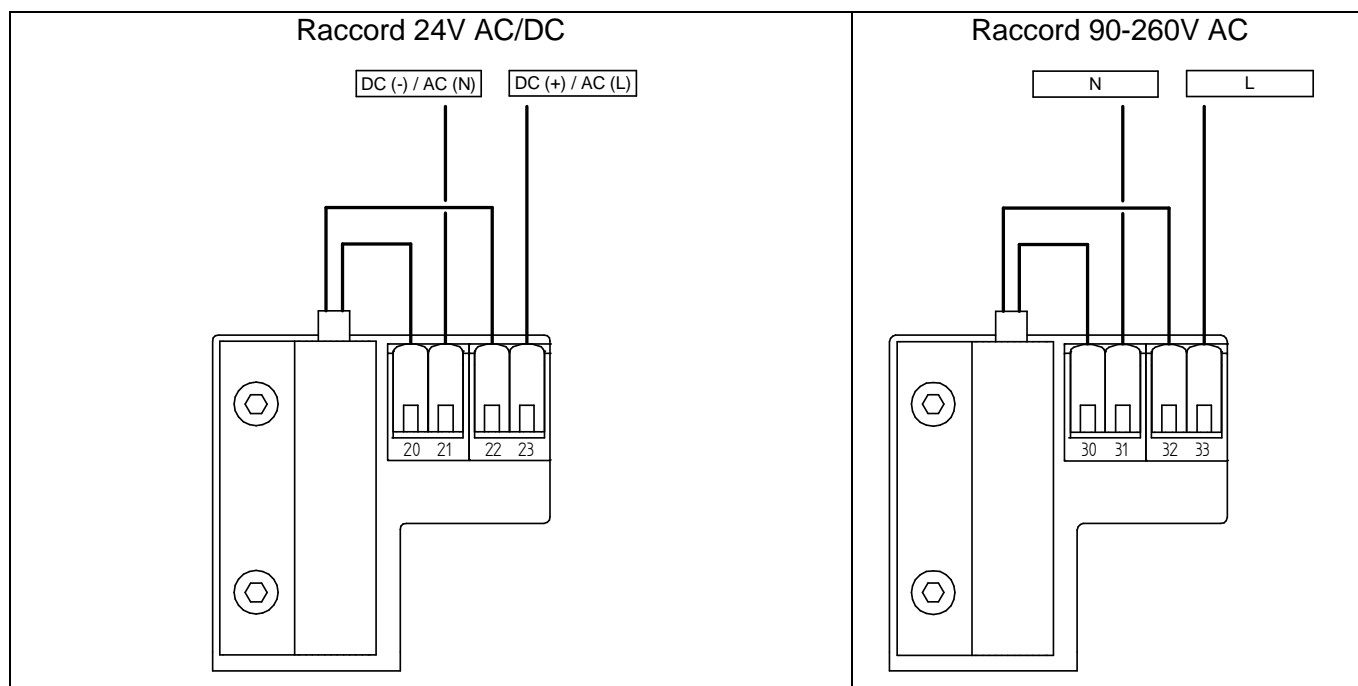 Raccord 24V AC/DC
DC (-) / AC (N) DC (+) / AC (L)
20 21 22 23
Raccord 90-260V AC
N L
30 31 32 33